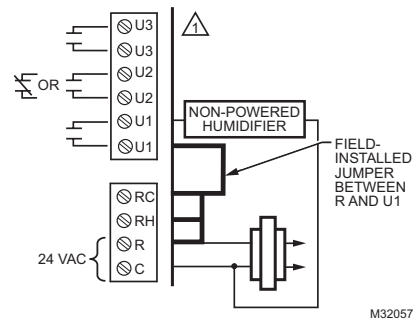 U3
U3
U2
OR
U2
U1
U1
1
NON-POWERED
HUMIDIFIER
FIELD-
INSTALLED
JUMPER
BETWEEN
R AND U1
RC
RH
R
24 VAC
C
M32057